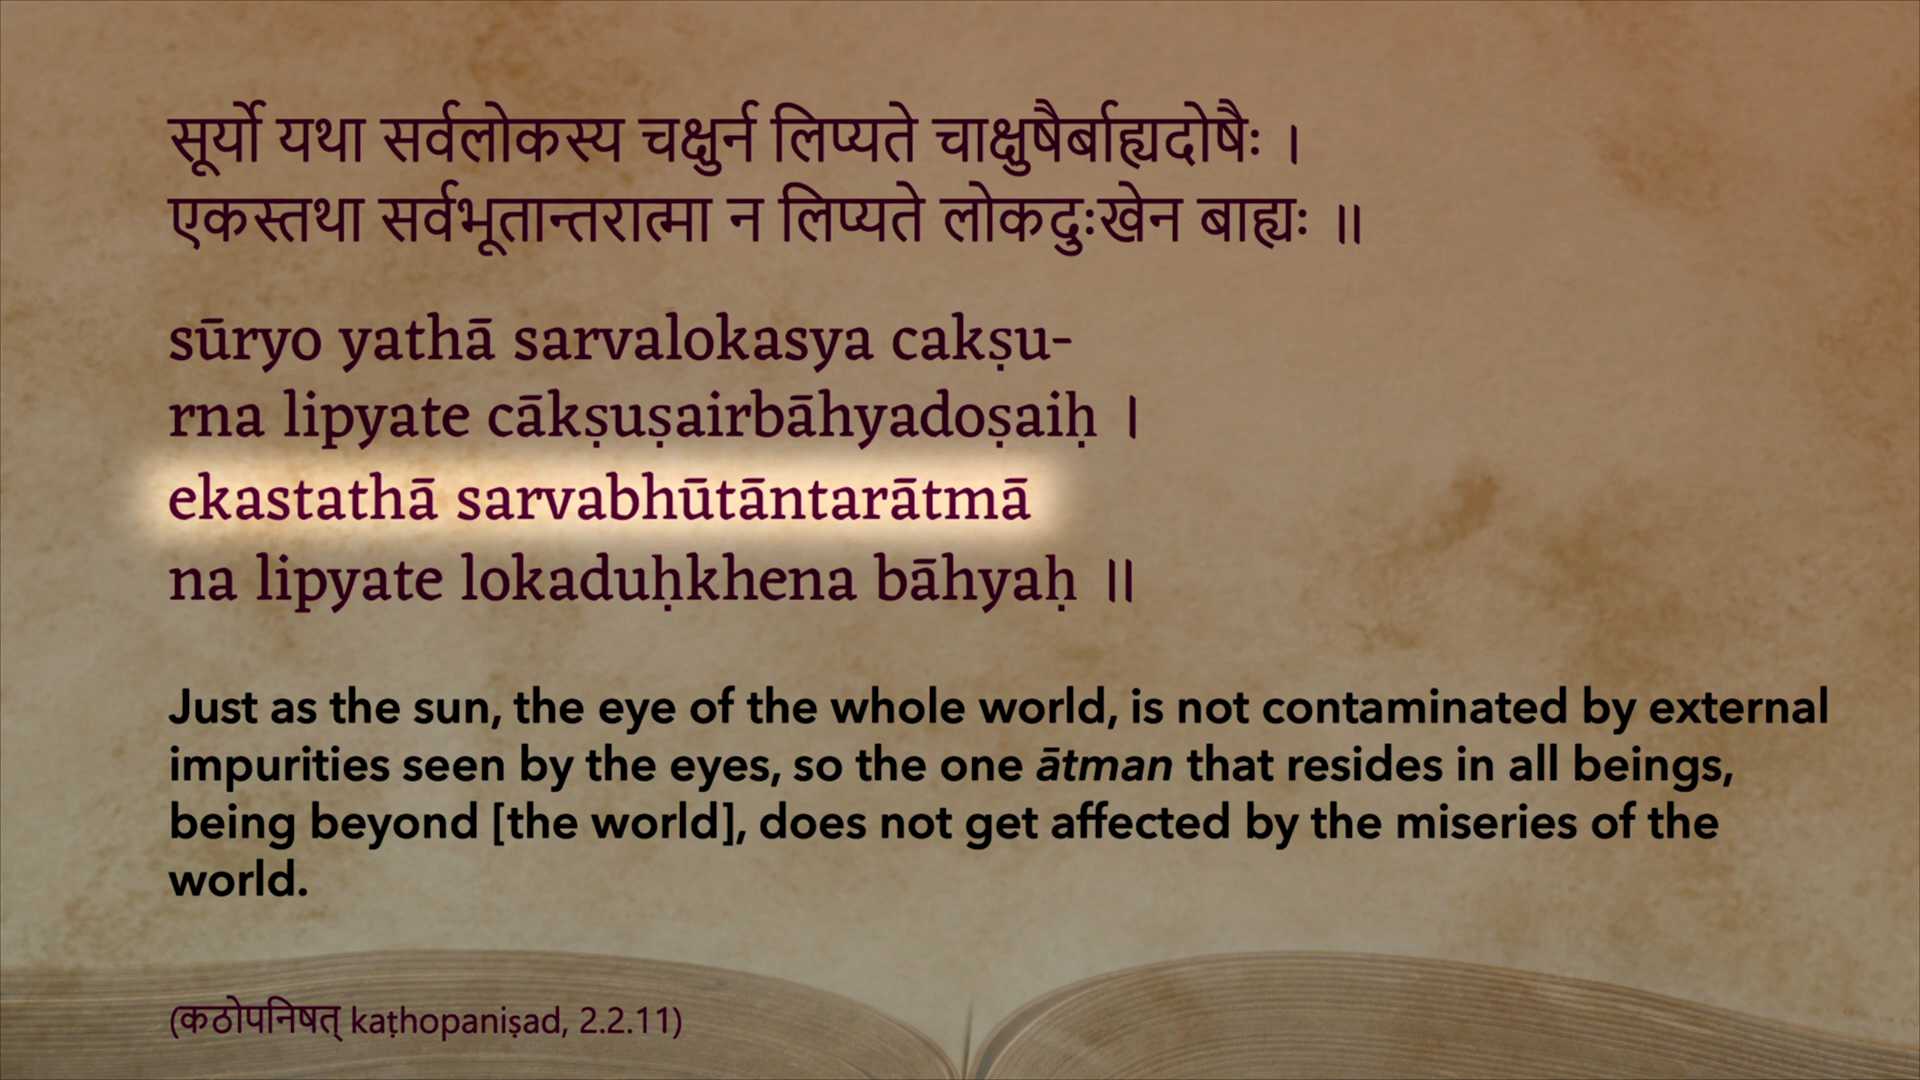 सूर्यो यथा सर्वलोकस्य चक्षुर्न लिप्यते चाक्षुषैर्बाह्यदोषैः ।
एकस्तथा सर्वभूतान्तरात्मा न लिप्यते लोकदुःखेन बाह्यः ॥
sūryo yathā sarvalokasya cakṣu-
rna lipyate cākṣuṣairbāhyadoṣaiḥ ।
ekastathā sarvabhūtāntarātmā
na lipyate lokaduḥkhena bāhyaḥ ॥
Just as the sun, the eye of the whole world, is not contaminated by external
impurities seen by the eyes, so the one ātman that resides in all beings,
being beyond [the world], does not get affected by the miseries of the
world.
(कठोपनिषत् kaṭhopaniṣad, 2.2.11)